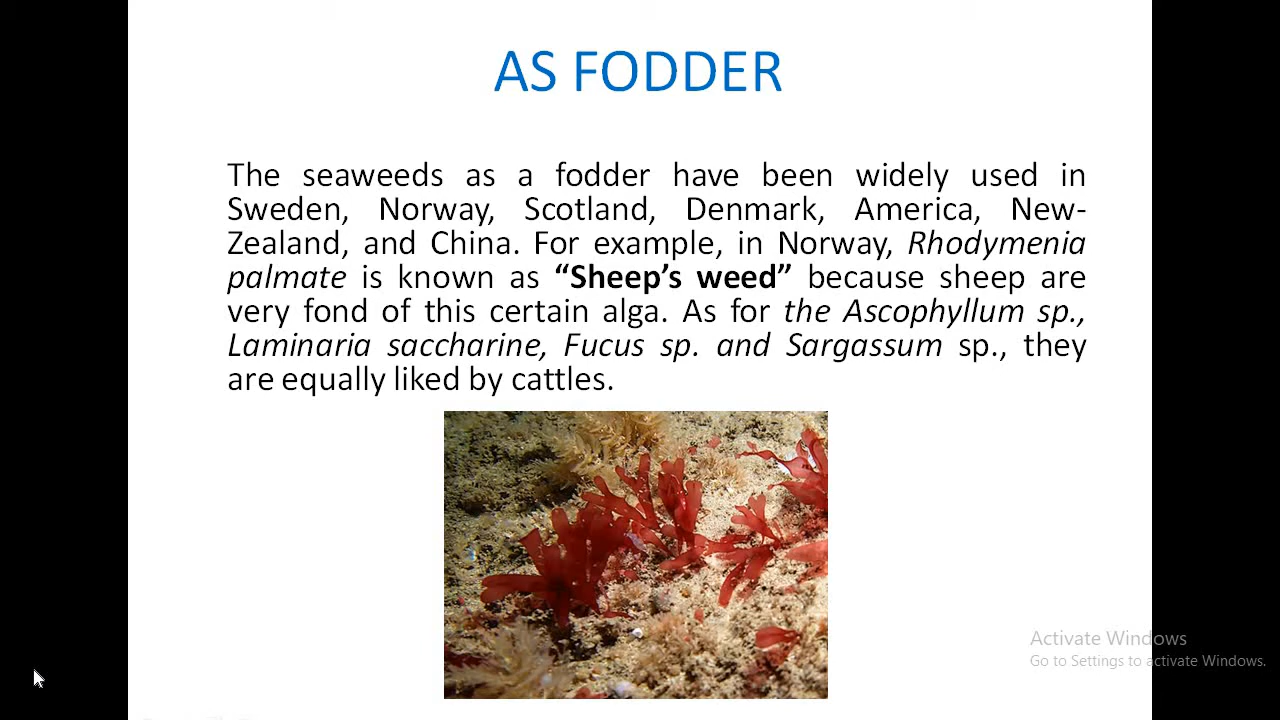 AS FODDER
The seaweeds as a fodder have been widely used in
Sweden, Norway, Scotland, Denmark, America, New-
Zealand, and China. For example, in Norway, Rhodymenia
palmate is known as “Sheep’s weed” because sheep are
very fond of this certain alga. As for the Ascophyllum sp.,
Laminaria saccharine, Fucus sp. and Sargassum sp., they
are equally liked by cattles.
Activate Windows
Go to Settings to activate Windows.